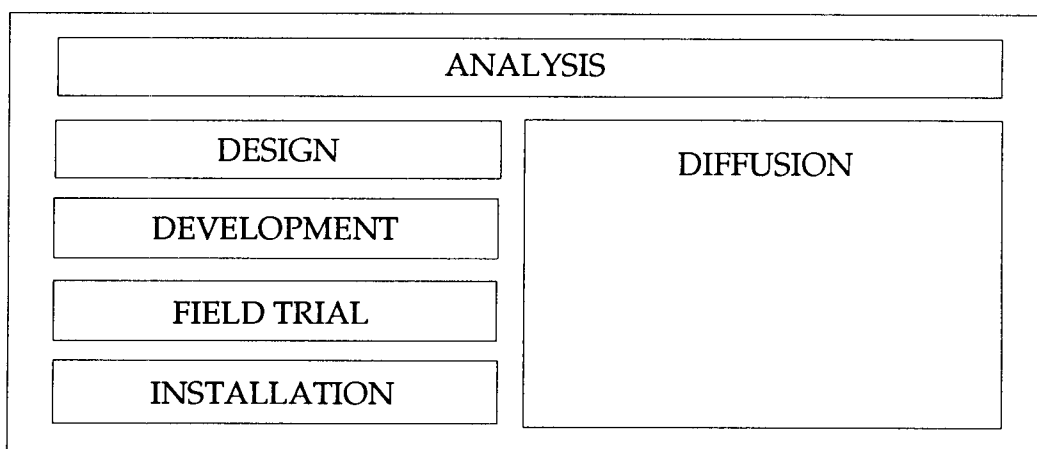 ANALYSIS
DESIGN
DIFFUSION
DEVELOPMENT
FIELD TRIAL
INSTALLATION